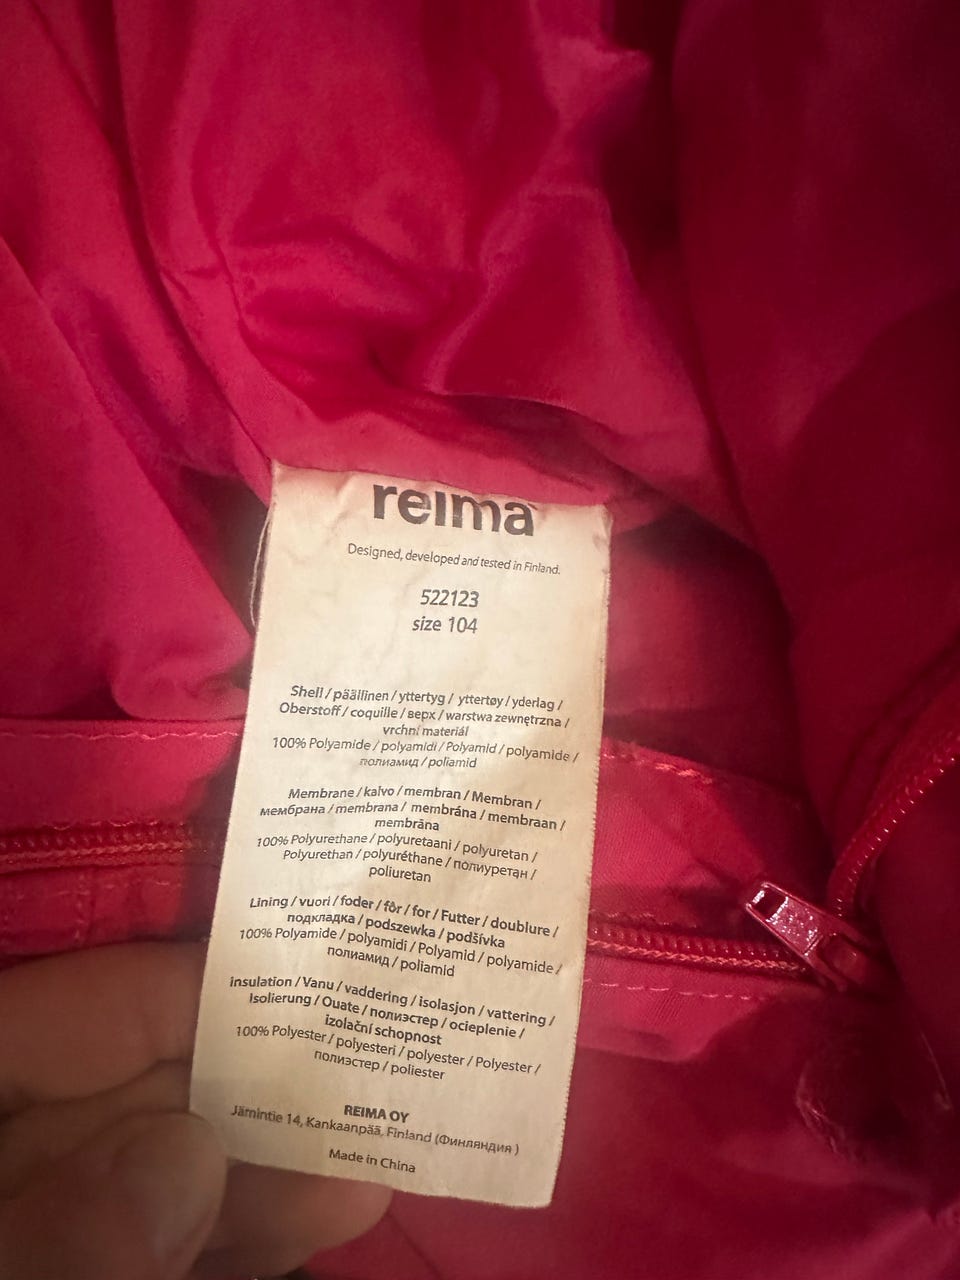 reima
Designed, developed and tested in Finland.
522123
size 104
Shell / päällinen / yttertyg / yttertøy / yderlag /
Oberstoff / coquille / верх / warstwa zewnętrzna /
vrchní materiál
100% Polyamide / polyamidi / Polyamid / polyamide /
полиамид / poliamid
Membrane / kalvo / membran / Membran /
мембрана / membrana / membrána / membraan /
membrāna
100% Polyurethane / polyuretaani / polyuretan /
Polyurethan / polyuréthane / полиуретан /
poliuretan
Lining / vuori / foder / fôr / for / Futter / doublure /
подкладка / podszewka / podšívka
100% Polyamide / polyamidi / Polyamid / polyamide /
полиамид / poliamid
Insulation / Vanu / vaddering / isolasjon / vattering /
Isolierung / Ouate / полиэстер / ocieplenie /
izolační schopnost
100% Polyester / polyesteri / polyester / Polyester /
полиэстер / poliester
REIMA OY
Jämintie 14, Kankaanpää, Finland (Финляндия )
Made in China